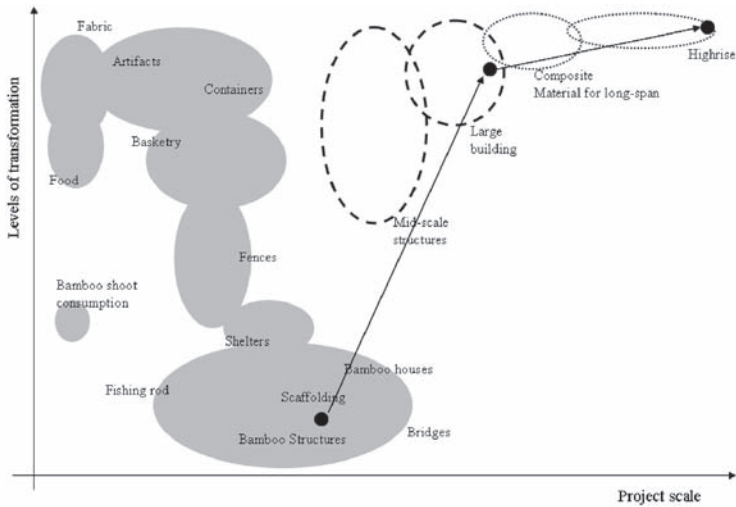 Fabric
Artifacts
Containers
Basketry
Food
Fences
Bamboo shoot
consumption
Shelters
Bamboo houses
Fishing rod
Scaffolding
Bamboo Structures
Bridges
Mid-scale
structures
Large
building
Composite
Material for long-span
Highrise
Levels of transformation
Project scale